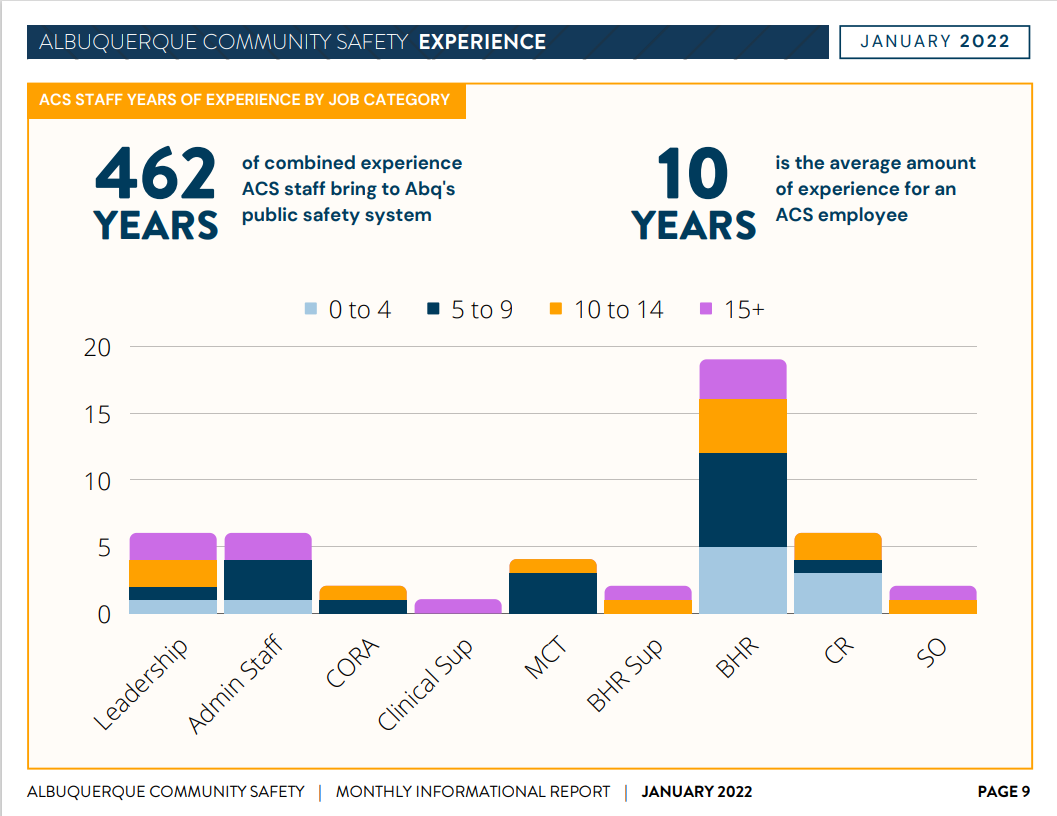 ALBUQUERQUE COMMUNITY SAFETY EXPERIENCE
JANUARY 2022
ACS STAFF YEARS OF EXPERIENCE BY JOB CATEGORY
462
YEARS
of combined experience
ACS staff bring to Abq's
public safety system
10
YEARS
is the average amount
of experience for an
ACS employee
0 to 4 5 to 9 10 to 14 15+
20
15
10
5
0
Leadership
Admin Staff
CORA
Clinical Sup
MCT
BHR Sup
BHR
CR
SO
ALBUQUERQUE COMMUNITY SAFETY | MONTHLY INFORMATIONAL REPORT | JANUARY 2022 PAGE 9